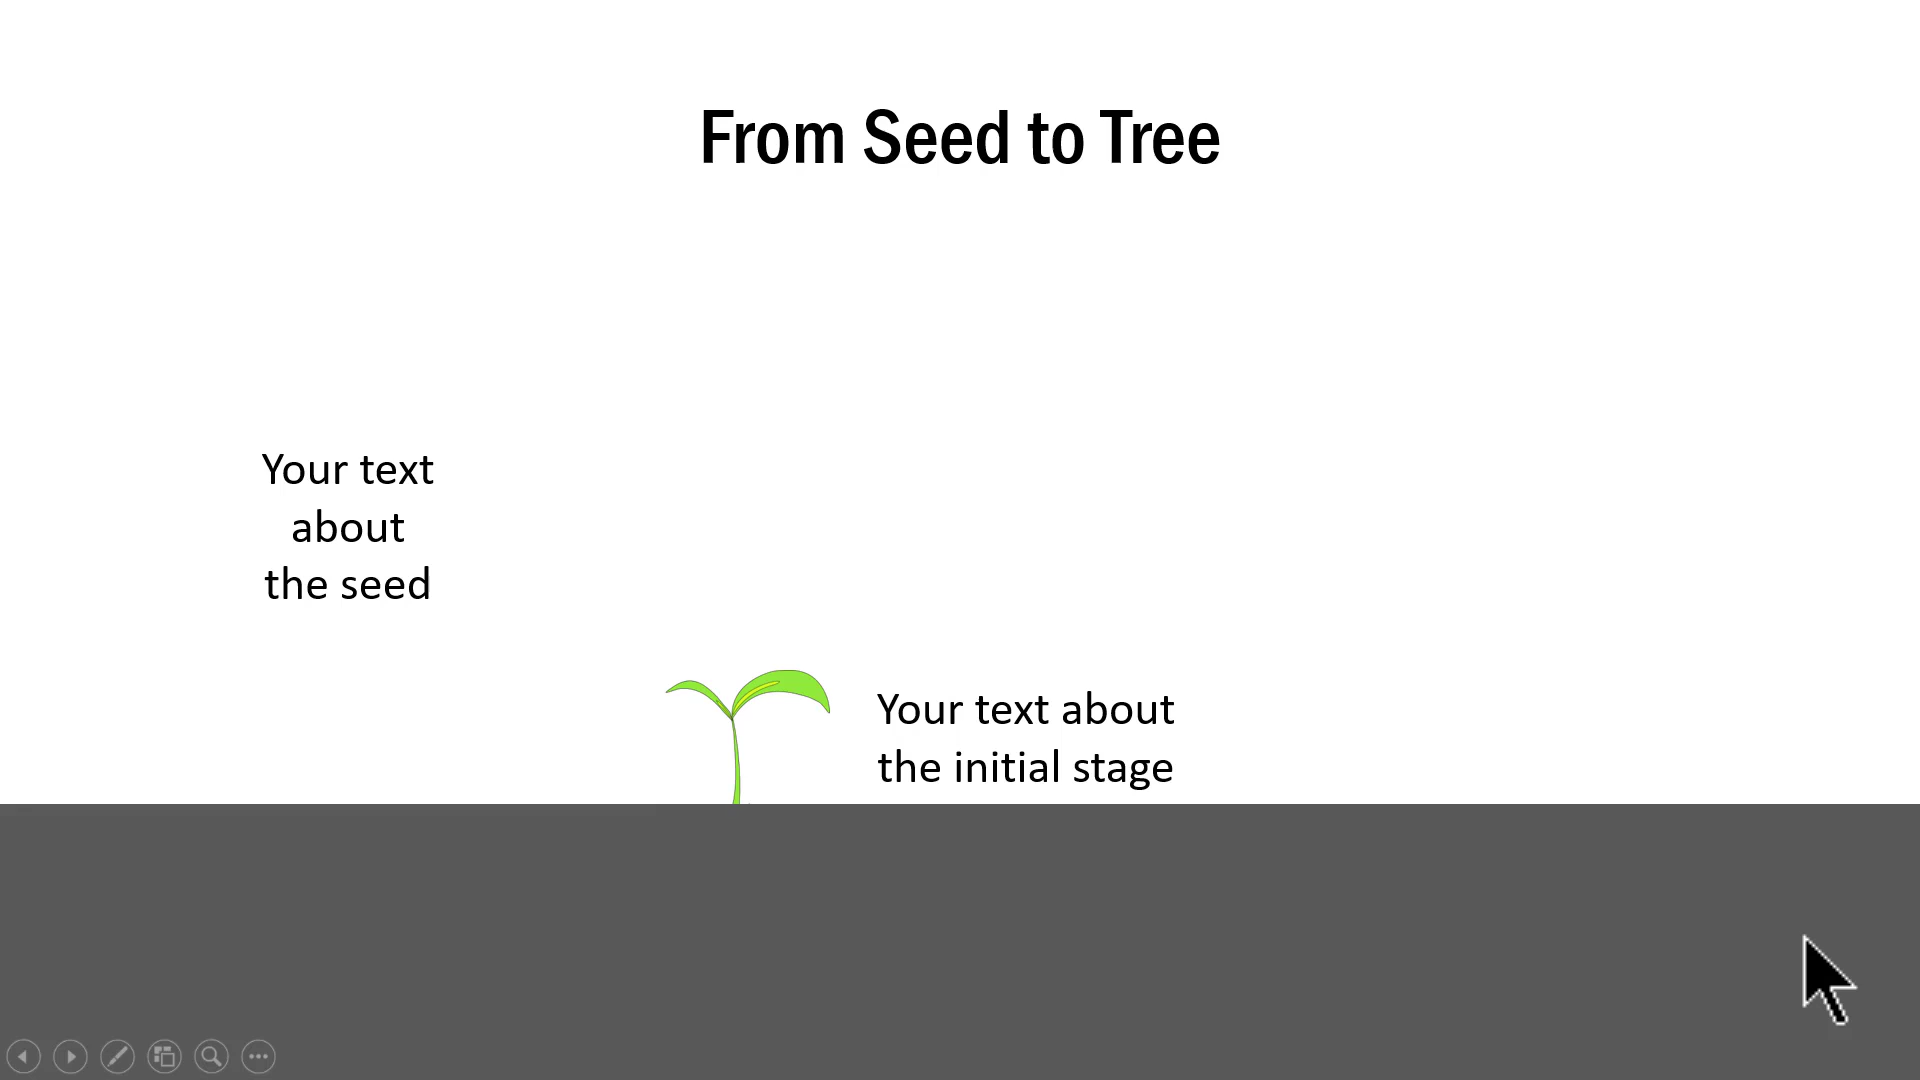 From Seed to Tree
Your text
about
the seed
Your text about
the initial stage